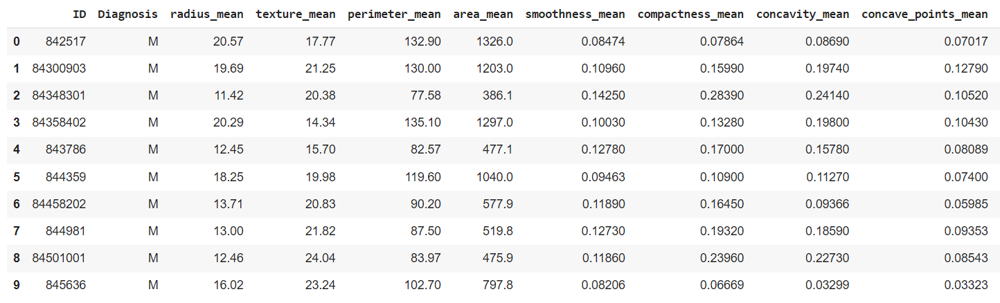 ID Diagnosis radius_mean texture_mean perimeter_mean area_mean smoothness_mean compactness_mean concavity_mean concave_points_mean
0 842517 M 20.57 17.77 132.90 1326.0 0.08474 0.07864 0.08690 0.07017
1 84300903 M 19.69 21.25 130.00 1203.0 0.10960 0.15990 0.19740 0.12790
2 84348301 M 11.42 20.38 77.58 386.1 0.14250 0.28390 0.24140 0.10520
3 84358402 M 20.29 14.34 135.10 1297.0 0.10030 0.13280 0.19800 0.10430
4 843786 M 12.45 15.70 82.57 477.1 0.12780 0.17000 0.15780 0.08089
5 844359 M 18.25 19.98 119.60 1040.0 0.09463 0.10900 0.11270 0.07400
6 84458202 M 13.71 20.83 90.20 577.9 0.11890 0.16450 0.09366 0.05985
7 844981 M 13.00 21.82 87.50 519.8 0.12730 0.19320 0.18590 0.09353
8 84501001 M 12.46 24.04 83.97 475.9 0.11860 0.23960 0.22730 0.08543
9 845636 M 16.02 23.24 102.70 797.8 0.08206 0.06669 0.03299 0.03323